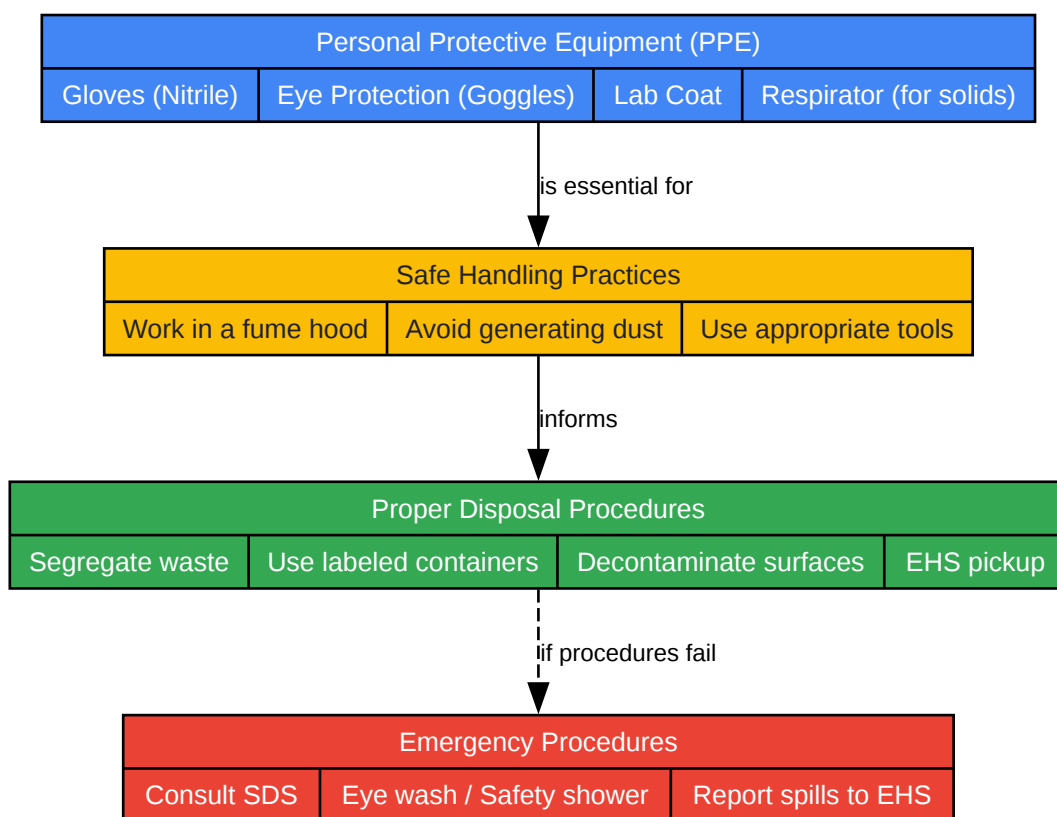 Personal Protective Equipment (PPE)
Gloves (Nitrile) Eye Protection (Goggles) Lab Coat Respirator (for solids)
is essential for
Safe Handling Practices
Work in a fume hood Avoid generating dust Use appropriate tools
informs
Proper Disposal Procedures
Segregate waste Use labeled containers Decontaminate surfaces EHS pickup
if procedures fail
Emergency Procedures
Consult SDS Eye wash / Safety shower Report spills to EHS